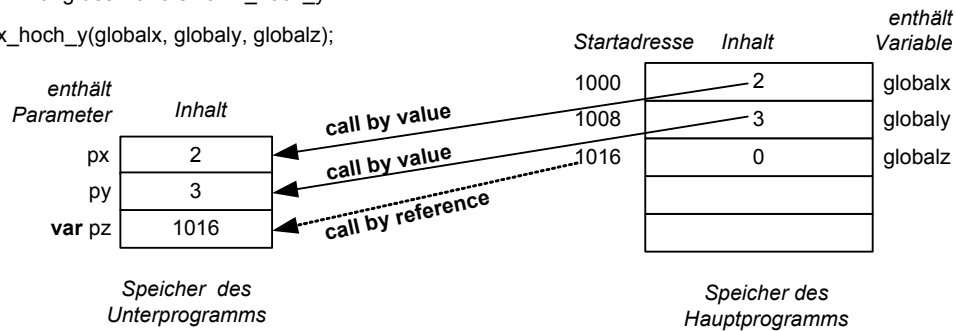 x_hoch_y(globalx, globaly, globalz);
enthält
Variable
Startadresse
Inhalt
1000
2
globalx
1008
3
globaly
1016
0
globalz
enthält
Parameter
Inhalt
px
2
py
3
var pz
1016
call by value
call by value
call by reference
Speicher des
Unterprogramms
Speicher des
Hauptprogramms